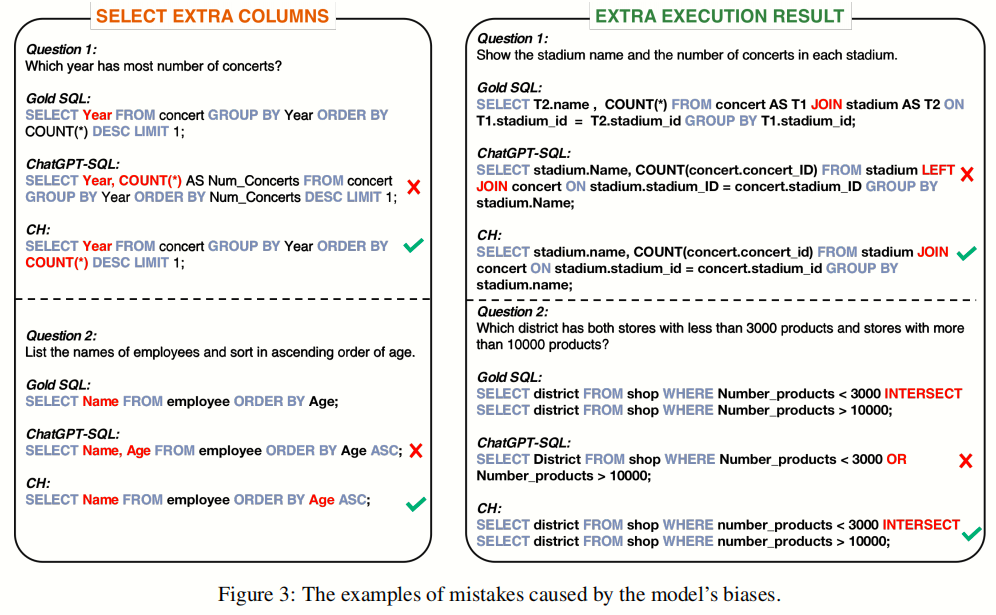 SELECT EXTRA COLUMNS
Question 1:
Which year has most number of concerts?
Gold SQL:
SELECT Year FROM concert GROUP BY Year ORDER BY
COUNT(*) DESC LIMIT 1;
ChatGPT-SQL:
SELECT Year, COUNT(*) AS Num_Concerts FROM concert
GROUP BY Year ORDER BY Num_Concerts DESC LIMIT 1;
CH:
SELECT Year FROM concert GROUP BY Year ORDER BY
COUNT(*) DESC LIMIT 1;
Question 2:
List the names of employees and sort in ascending order of age.
Gold SQL:
SELECT Name FROM employee ORDER BY Age;
ChatGPT-SQL:
SELECT Name, Age FROM employee ORDER BY Age ASC;
CH:
SELECT Name FROM employee ORDER BY Age ASC;
EXTRA EXECUTION RESULT
Question 1:
Show the stadium name and the number of concerts in each stadium.
Gold SQL:
SELECT T2.name , COUNT(*) FROM concert AS T1 JOIN stadium AS T2 ON
T1.stadium_id = T2.stadium_id GROUP BY T1.stadium_id;
ChatGPT-SQL:
SELECT stadium.Name, COUNT(concert.concert_ID) FROM stadium LEFT
JOIN concert ON stadium.stadium_ID = concert.stadium_ID GROUP BY
stadium.Name;
CH:
SELECT stadium.name, COUNT(concert.concert_id) FROM stadium JOIN
concert ON stadium.stadium_id = concert.stadium_id GROUP BY
stadium.name;
Question 2:
Which district has both stores with less than 3000 products and stores with more
than 10000 products?
Gold SQL:
SELECT district FROM shop WHERE Number_products < 3000 INTERSECT
SELECT district FROM shop WHERE Number_products > 10000;
ChatGPT-SQL:
SELECT District FROM shop WHERE Number_products < 3000 OR
Number_products > 10000;
CH:
SELECT district FROM shop WHERE number_products < 3000 INTERSECT
SELECT district FROM shop WHERE number_products > 10000;
Figure 3: The examples of mistakes caused by the model's biases.